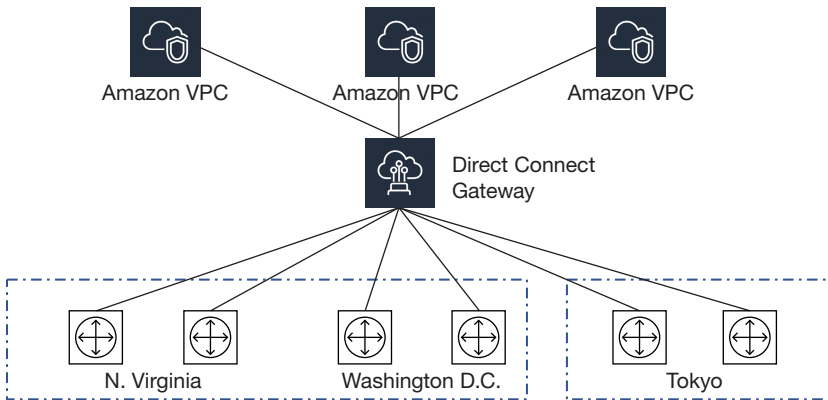 Amazon VPC
Amazon VPC
Amazon VPC
Direct Connect
Gateway
N. Virginia
Washington D.C.
Tokyo